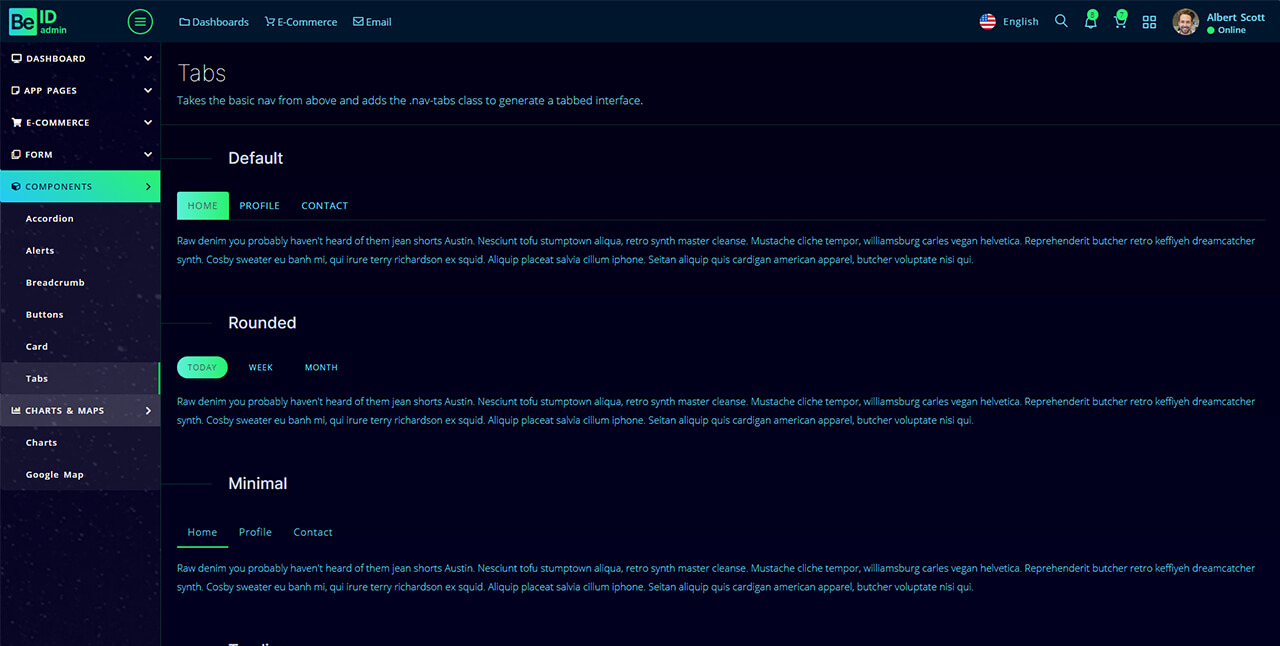 Be ID
admin
Dashboards
E-Commerce
Email
English
Albert Scott
Online
DASHBOARD
APP PAGES
E-COMMERCE
FORM
COMPONENTS
Accordion
Alerts
Breadcrumb
Buttons
Card
Tabs
CHARTS & MAPS
Charts
Google Map
Tabs
Takes the basic nav from above and adds the .nav-tabs class to generate a tabbed interface.
Default
HOME PROFILE CONTACT
Raw denim you probably haven't heard of them jean shorts Austin. Nesciunt tofu stumptown aliqua, retro synth master cleanse. Mustache cliche tempor, williamsburg carles vegan helvetica. Reprehenderit butcher retro keffiyeh dreamcatcher
synth. Cosby sweater eu banh mi, qui irure terry richardson ex squid. Aliquip placeat salvia cillum iphone. Seitan aliquip quis cardigan american apparel, butcher voluptate nisi qui.
Rounded
TODAY WEEK MONTH
Raw denim you probably haven't heard of them jean shorts Austin. Nesciunt tofu stumptown aliqua, retro synth master cleanse. Mustache cliche tempor, williamsburg carles vegan helvetica. Reprehenderit butcher retro keffiyeh dreamcatcher
synth. Cosby sweater eu banh mi, qui irure terry richardson ex squid. Aliquip placeat salvia cillum iphone. Seitan aliquip quis cardigan american apparel, butcher voluptate nisi qui.
Minimal
Home Profile Contact
Raw denim you probably haven't heard of them jean shorts Austin. Nesciunt tofu stumptown aliqua, retro synth master cleanse. Mustache cliche tempor, williamsburg carles vegan helvetica. Reprehenderit butcher retro keffiyeh dreamcatcher
synth. Cosby sweater eu banh mi, qui irure terry richardson ex squid. Aliquip placeat salvia cillum iphone. Seitan aliquip quis cardigan american apparel, butcher voluptate nisi qui.